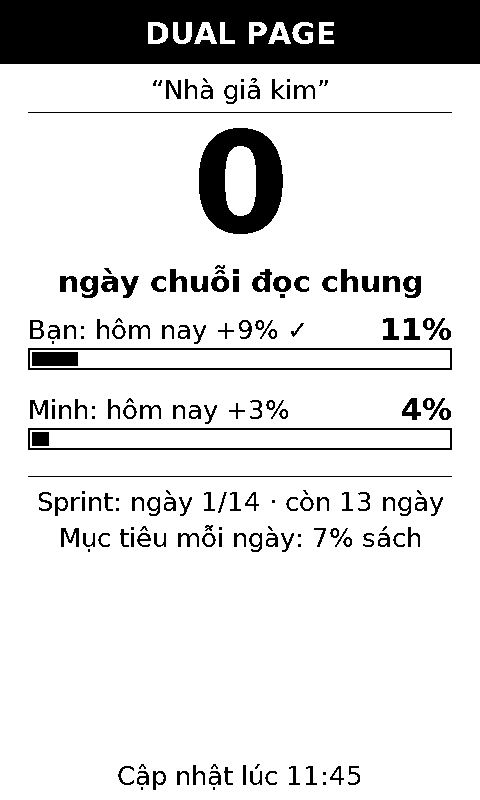 DUAL PAGE
“Nhà giả kim”
0
ngày chuỗi đọc chung
Bạn: hôm nay +9% ✓ 11%
Minh: hôm nay +3% 4%
Sprint: ngày 1/14 · còn 13 ngày
Mục tiêu mỗi ngày: 7% sách
Cập nhật lúc 11:45